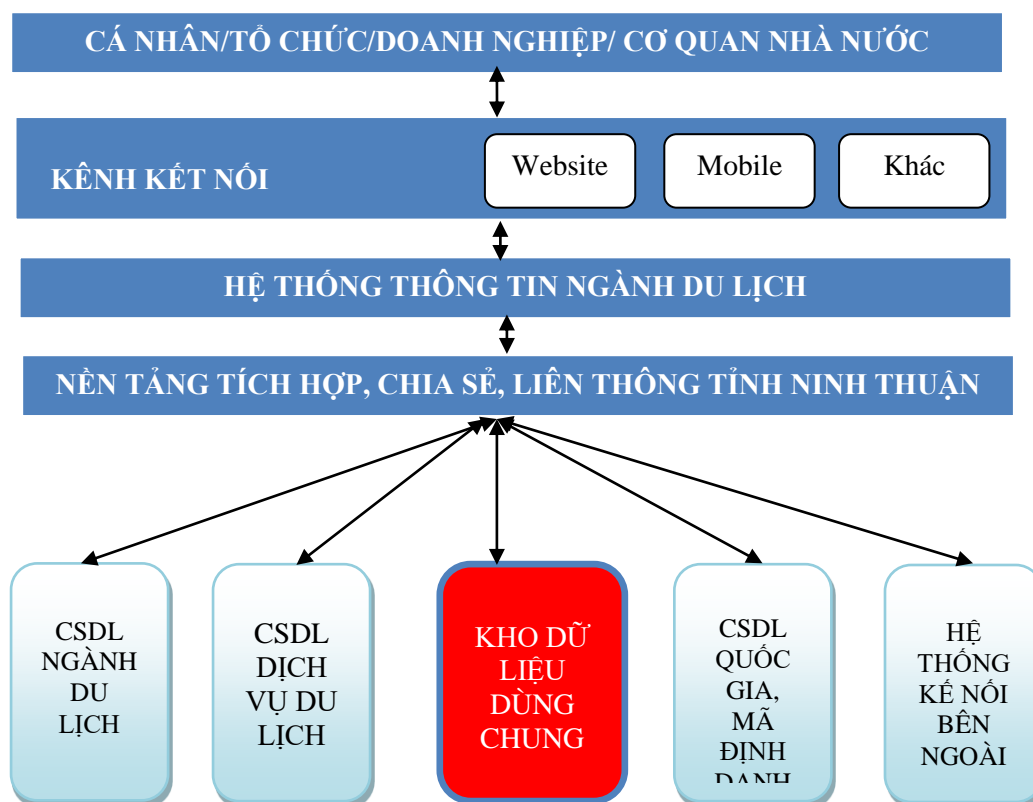 CÁ NHÂN/TỔ CHỨC/DOANH NGHIỆP/ CƠ QUAN NHÀ NƯỚC
KÊNH KẾT NỐI
Website
Mobile
Khác
HỆ THỐNG THÔNG TIN NGÀNH DU LỊCH
NỀN TẢNG TÍCH HỢP, CHIA SẺ, LIÊN THÔNG TỈNH NINH THUẬN
CSDL
NGÀNH
DU
LỊCH
CSDL
DỊCH
VỤ DU
LỊCH
KHO DỮ
LIỆU
DÙNG
CHUNG
CSDL
QUỐC
GIA,
MÃ
ĐỊNH
DANH
HỆ
THỐNG
KẾ NỐI
BÊN
NGOÀI